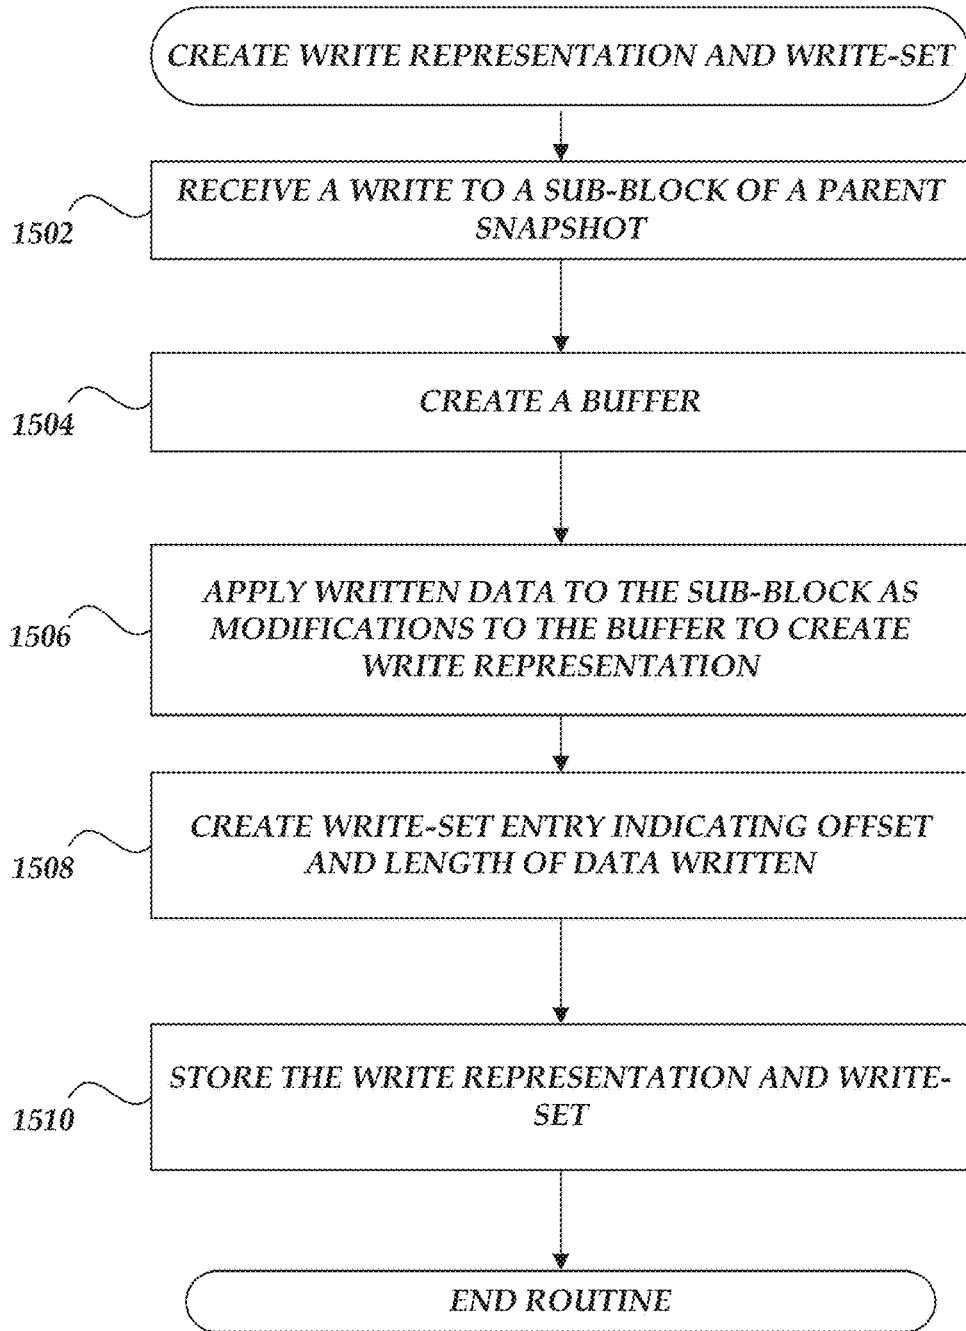 CREATE WRITE REPRESENTATION AND WRITE-SET
RECEIVE A WRITE TO A SUB-BLOCK OF A PARENT
SNAPSHOT
1502
CREATE A BUFFER
1504
APPLY WRITTEN DATA TO THE SUB-BLOCK AS
MODIFICATIONS TO THE BUFFER TO CREATE
WRITE REPRESENTATION
1506
CREATE WRITE-SET ENTRY INDICATING OFFSET
AND LENGTH OF DATA WRITTEN
1508
STORE THE WRITE REPRESENTATION AND WRITE-
SET
1510
END ROUTINE